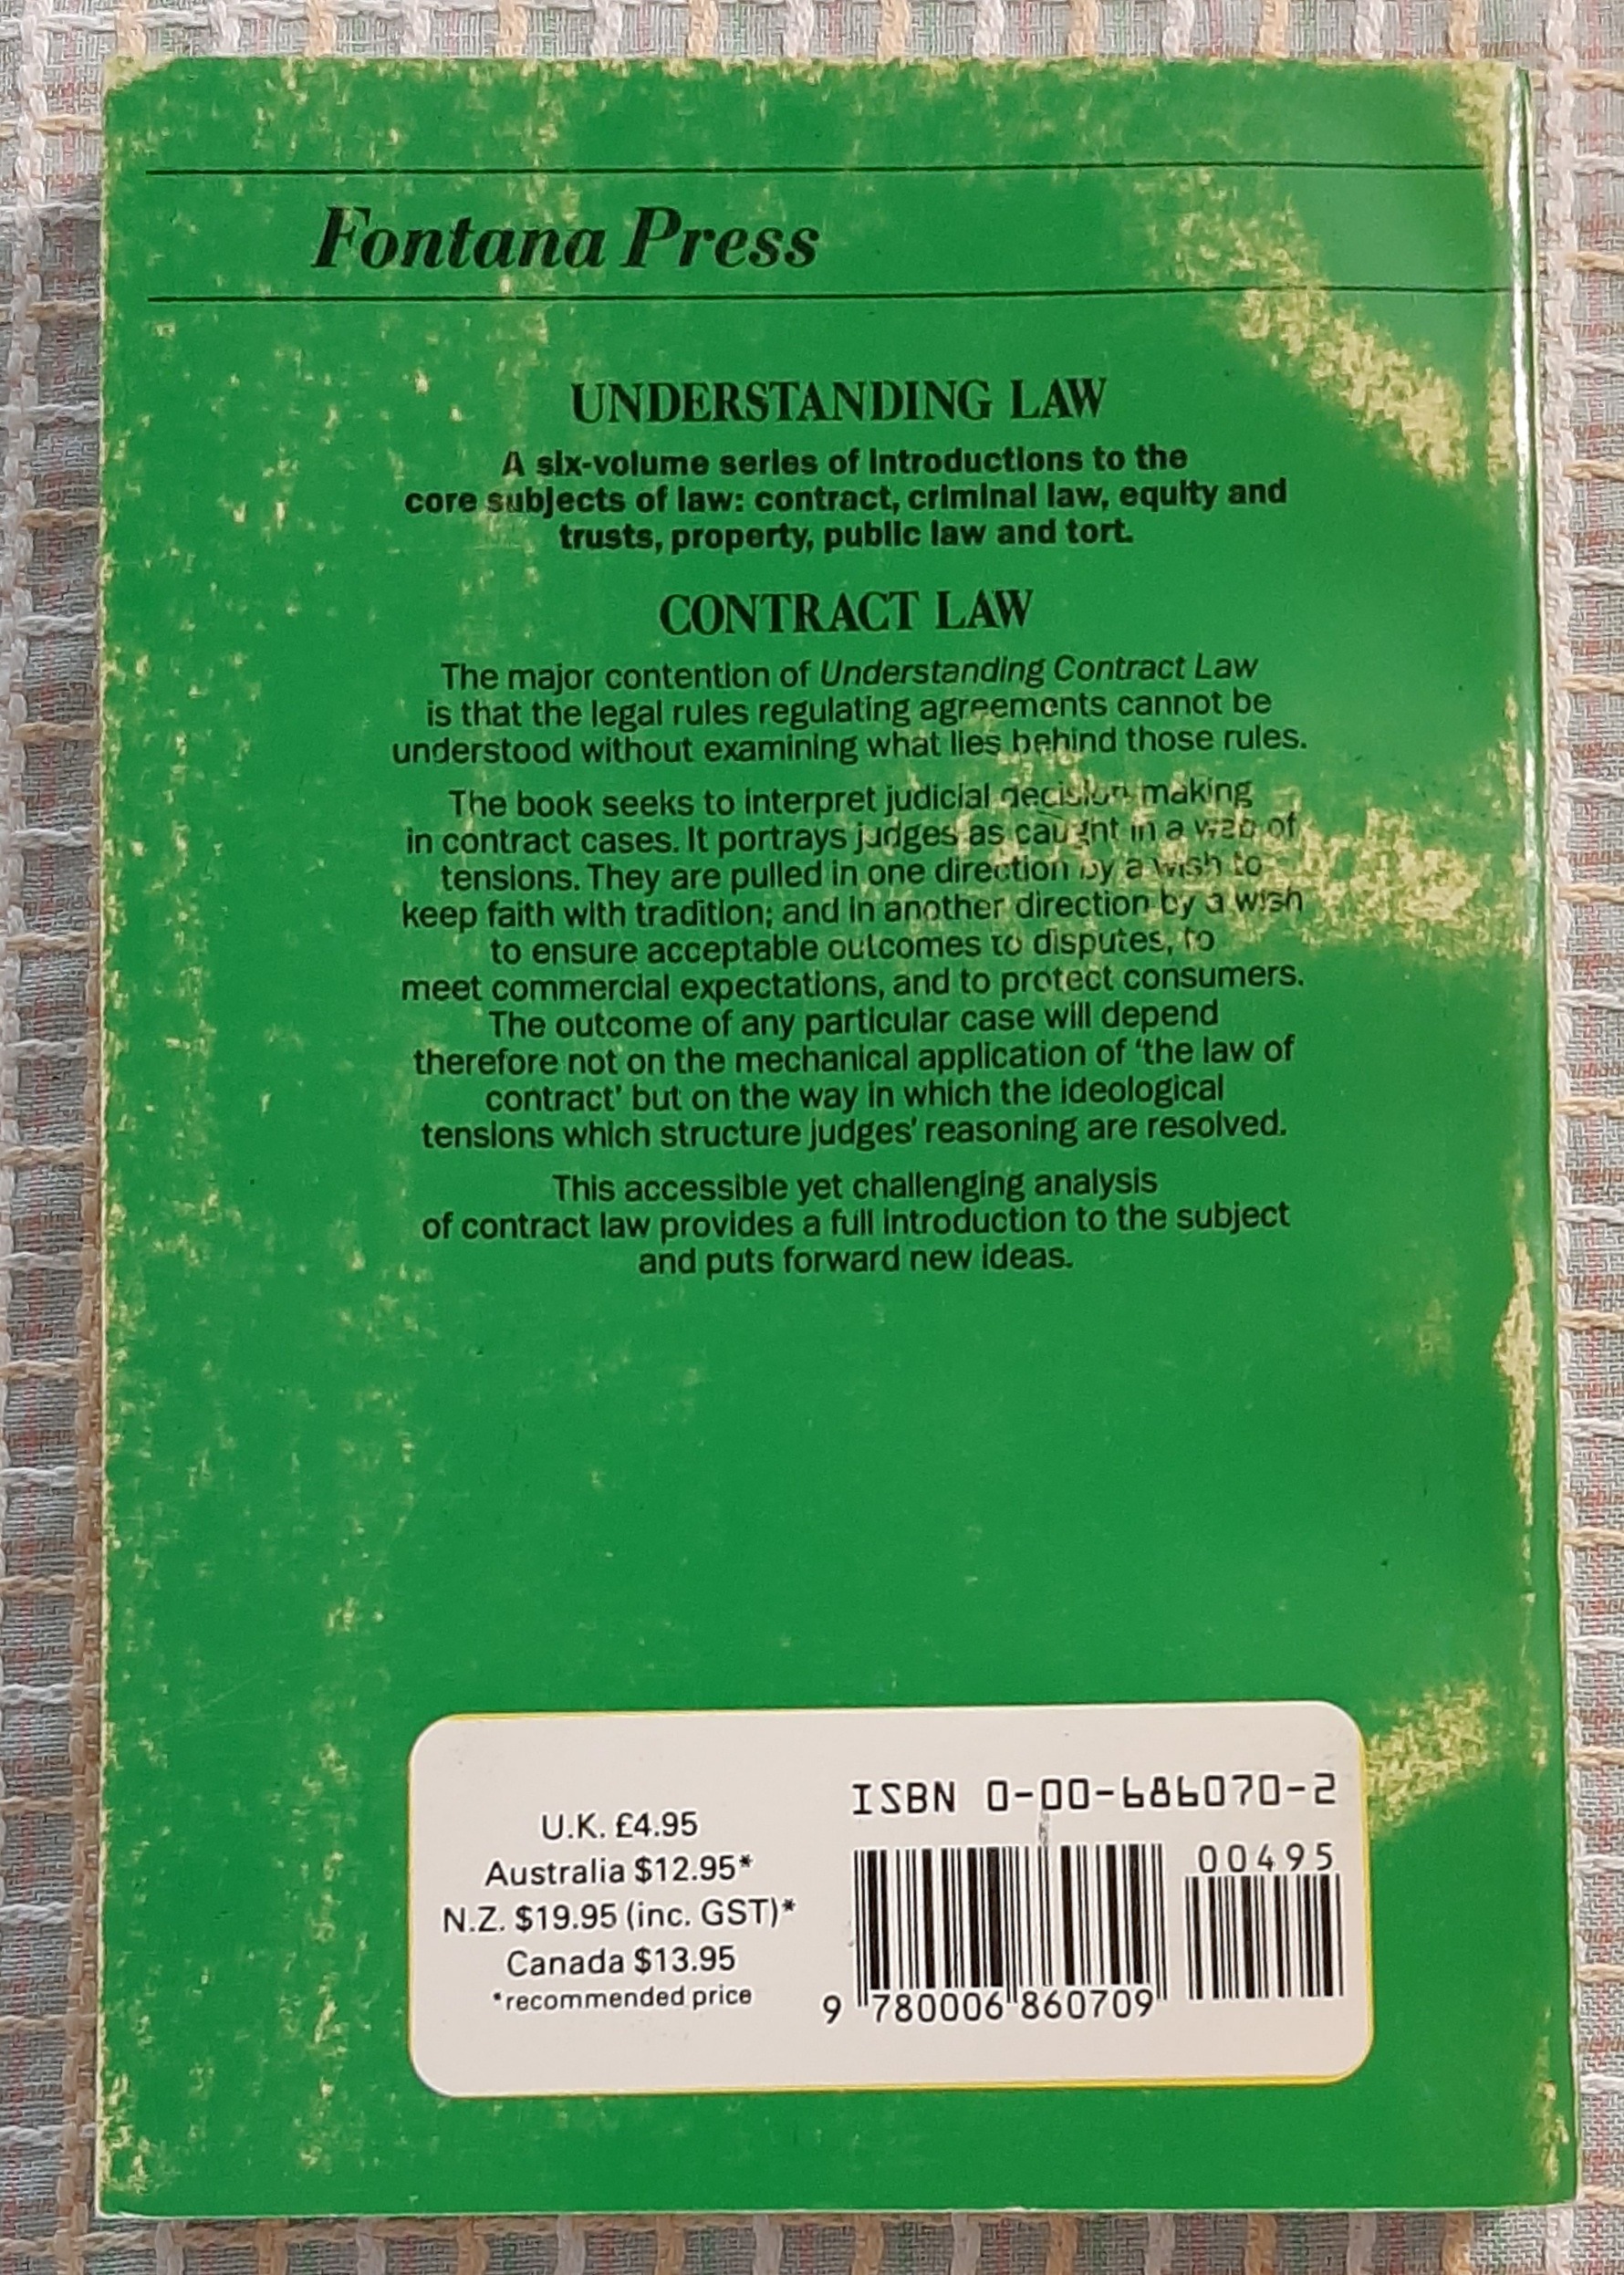 Fontana Press
UNDERSTANDING LAW
A six-volume series of introductions to the
core subjects of law: contract, criminal law, equity and
trusts, property, public law and tort.
CONTRACT LAW
The major contention of Understanding Contract Law
is that the legal rules regulating agreements cannot be
understood without examining what lies behind those rules.
The book seeks to interpret judicial decision making
in contract cases. It portrays judges as caught in a web of
tensions. They are pulled in one direction by a wish to
keep faith with tradition; and in another direction by a wish
to ensure acceptable outcomes to disputes, to
meet commercial expectations, and to protect consumers.
The outcome of any particular case will depend
therefore not on the mechanical application of ‘the law of
contract’ but on the way in which the ideological
tensions which structure judges’ reasoning are resolved.
This accessible yet challenging analysis
of contract law provides a full introduction to the subject
and puts forward new ideas.
U.K. £4.95
Australia $12.95*
N.Z. $19.95 (inc. GST)*
Canada $13.95
*recommended price
ISBN 0-00-686070-2
00495
9 780006 860709